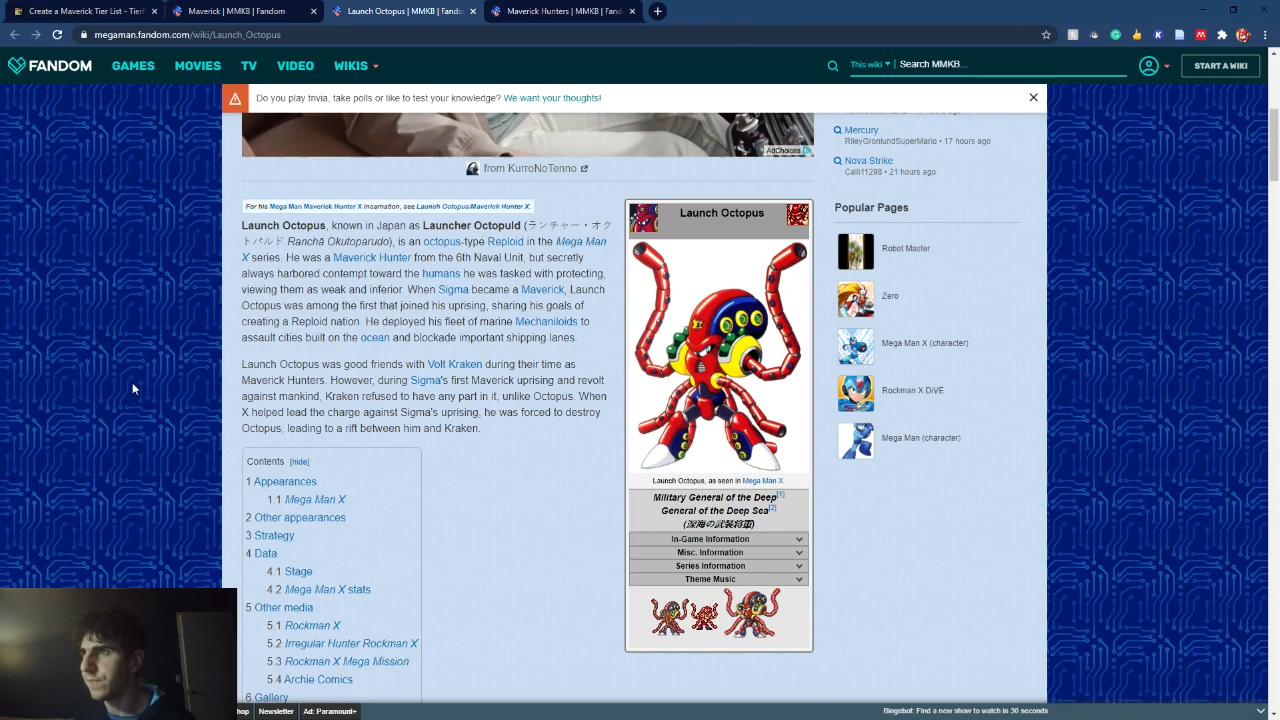 Create a Tier List - TierM
Maverick | MMKB | Fandom
Launch Octopus | MMKB | Fando
Maverick Hunters | MMKB | Fando
megaman.fandom.com/wiki/Launch_Octopus
FANDOM
GAMES MOVIES TV VIDEO WIKIS
This wiki Search MMKB...
START A WIKI
Do you play trivia, take polls or like to test your knowledge? We want your thoughts!
AdChoices
from KurroNoTenno
For his Mega Man Maverick Hunter X incarnation, see Launch Octopus/Maverick Hunter X.
Launch Octopus, known in Japan as
Launcher Octopuld (ランチャー・オク
トパルド Ranchā Okutoparudo), is an
octopus-type Reploid in the Mega Man
X series. He was a Maverick Hunter from the 6th Naval Unit, but secretly
always harbored contempt toward the humans he was tasked with protecting,
viewing them as weak and inferior. When Sigma became a Maverick, Launch
Octopus was among the first that joined his uprising, sharing his goals of
creating a Reploid nation. He deployed his fleet of marine Mechaniloids to
assault cities built on the ocean and blockade important shipping lanes.
Launch Octopus was good friends with Volt Kraken during their time as
Maverick Hunters. However, during Sigma's first Maverick uprising and revolt
against mankind, Kraken refused to have any part in it, unlike Octopus. When
X helped lead the charge against Sigma's uprising, he was forced to destroy
Octopus, leading to a rift between him and Kraken.
Contents [hide]
1 Appearances
1.1 Mega Man X
2 Other appearances
3 Strategy
4 Data
4.1 Stage
4.2 Mega Man X stats
5 Other media
5.1 Rockman X
5.2 Irregular Hunter Rockman X
5.3 Rockman X Mega Mission
5.4 Archie Comics
6 Gallery
Launch Octopus
Launch Octopus, as seen in Mega Man X.
Military General of the Deep[1]
General of the Deep Sea[2]
(深海の武装将軍)
In-Game Information
Misc. Information
Series Information
Theme Music
Mercury
RileyGronlundSuperMario • 17 hours ago
Nova Strike
Calli11298 • 21 hours ago
Popular Pages
Robot Master
Zero
Mega Man X (character)
Rockman X DiVE
Mega Man (character)
hop Newsletter Ad: Paramount+
Bingebot: Find a new show to watch in 30 seconds